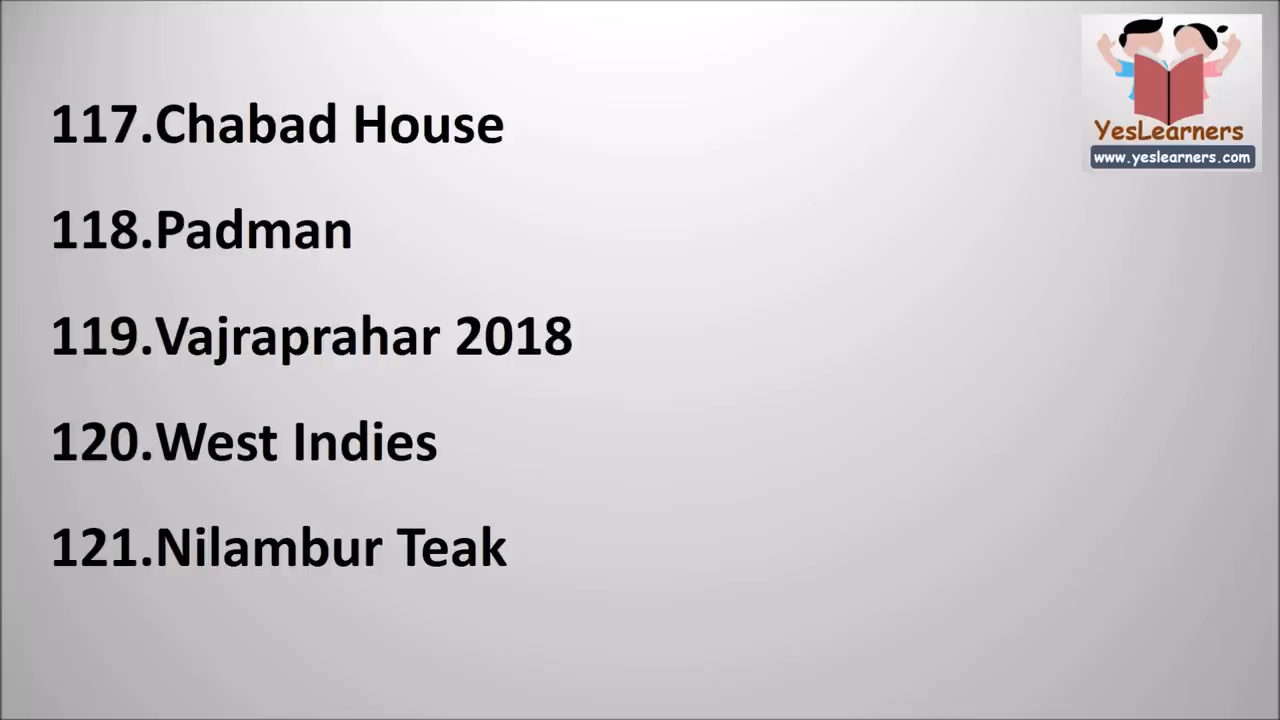 117.Chabad House
118.Padman
119.Vajraprahar 2018
120.West Indies
121.Nilambur Teak
YesLearners
www.yeslearners.com